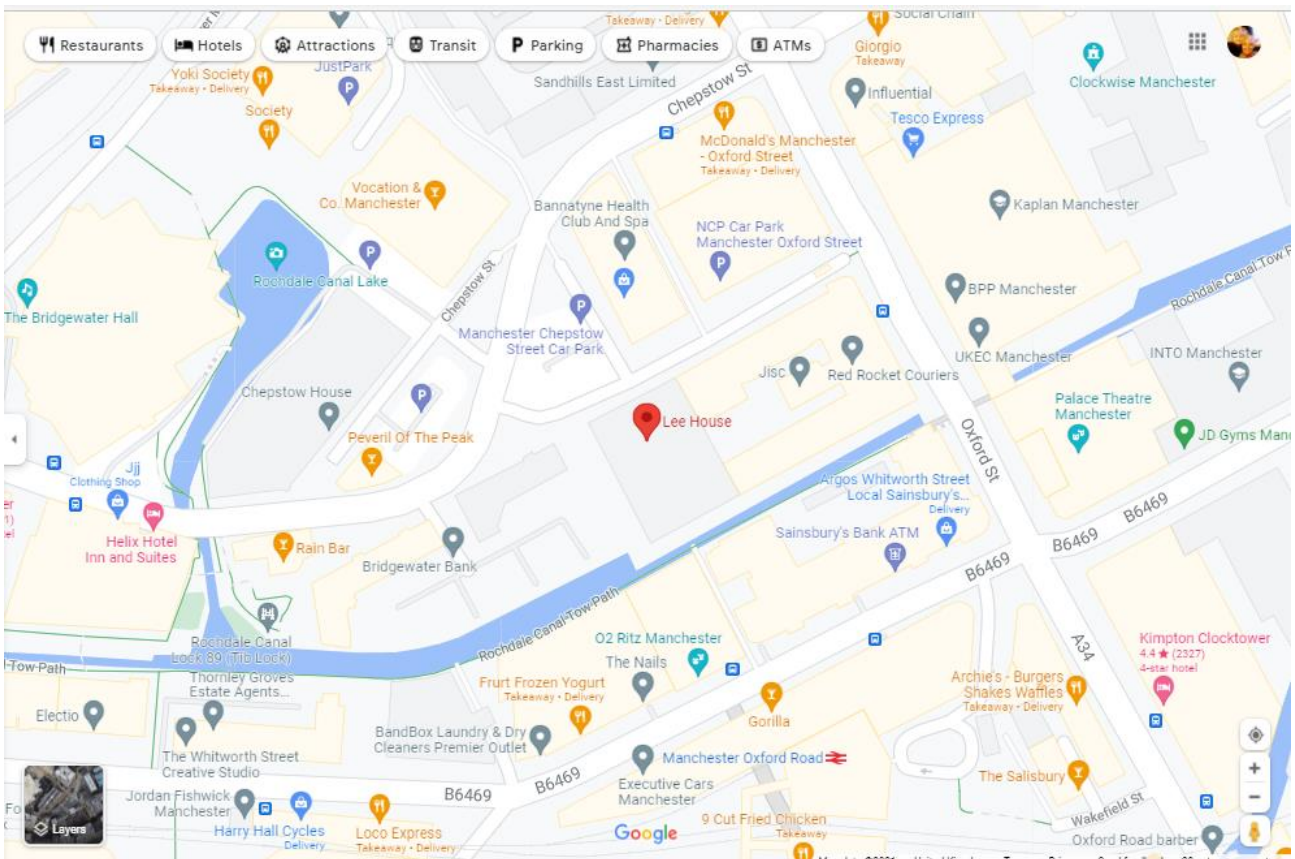 Restaurants
Hotels
Attractions
Transit
Parking
Pharmacies
ATMs
Takeaway • Delivery
Social Chain
Giorgio
Takeaway
Clockwise Manchester
Yoki Society
Takeaway • Delivery
JustPark
Society
Sandhills East Limited
Chepstow St
Influential
Tesco Express
McDonald's Manchester
- Oxford Street
Takeaway • Delivery
Vocation &
Co. Manchester
Bannatyne Health
Club And Spa
Kaplan Manchester
NCP Car Park
Manchester Oxford Street
Rochdale Canal Lake
Chepstow St
The Bridgewater Hall
BPP Manchester
Rochdale Canal Tow P
Manchester Chepstow
Street Car Park
UKEC Manchester
INTO Manchester
Jisc
Red Rocket Couriers
Chepstow House
Palace Theatre
Manchester
Lee House
Peveril Of The Peak
JD Gyms Manc
Oxford St
Jjj
Clothing Shop
Argos Whitworth Street
Local Sainsbury's...
Delivery
Helix Hotel
Inn and Suites
Rain Bar
Bridgewater Bank
Sainsbury's Bank ATM
B6469
B6469
B6469
Rochdale Canal Tow Path
Rochdale Canal
Lock 89 (Tib Lock)
Tow Path
O2 Ritz Manchester
The Nails
A34
Kimpton Clocktower
4.4 ★ (2327)
4-star hotel
Thornley Groves
Estate Agents...
Frurt Frozen Yogurt
Takeaway • Delivery
Archie's - Burgers
Shakes Waffles
Takeaway • Delivery
Electio
Gorilla
BandBox Laundry & Dry
Cleaners Premier Outlet
The Whitworth Street
Creative Studio
Manchester Oxford Road
Executive Cars
Manchester
The Salisbury
B6469
B6469
Jordan Fishwick
Manchester
Layers
Harry Hall Cycles
Delivery
Loco Express
Takeaway • Delivery
Google
9 Cut Fried Chicken
Takeaway
Wakefield St
Oxford Road barber